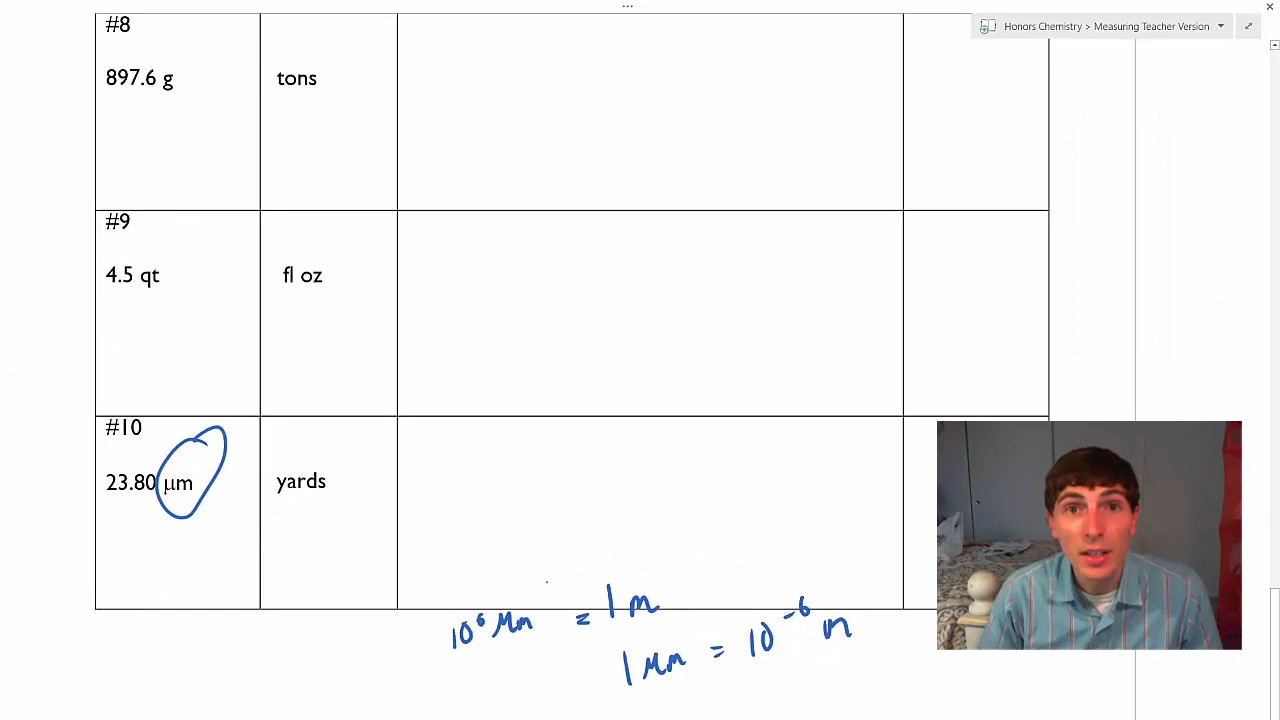 Honors Chemistry > Measuring Teacher Version
#8
897.6 g
tons
#9
4.5 qt
fl oz
#10
23.80 μm
yards
10⁶ μm = 1 m
1 μm = 10⁻⁶ m